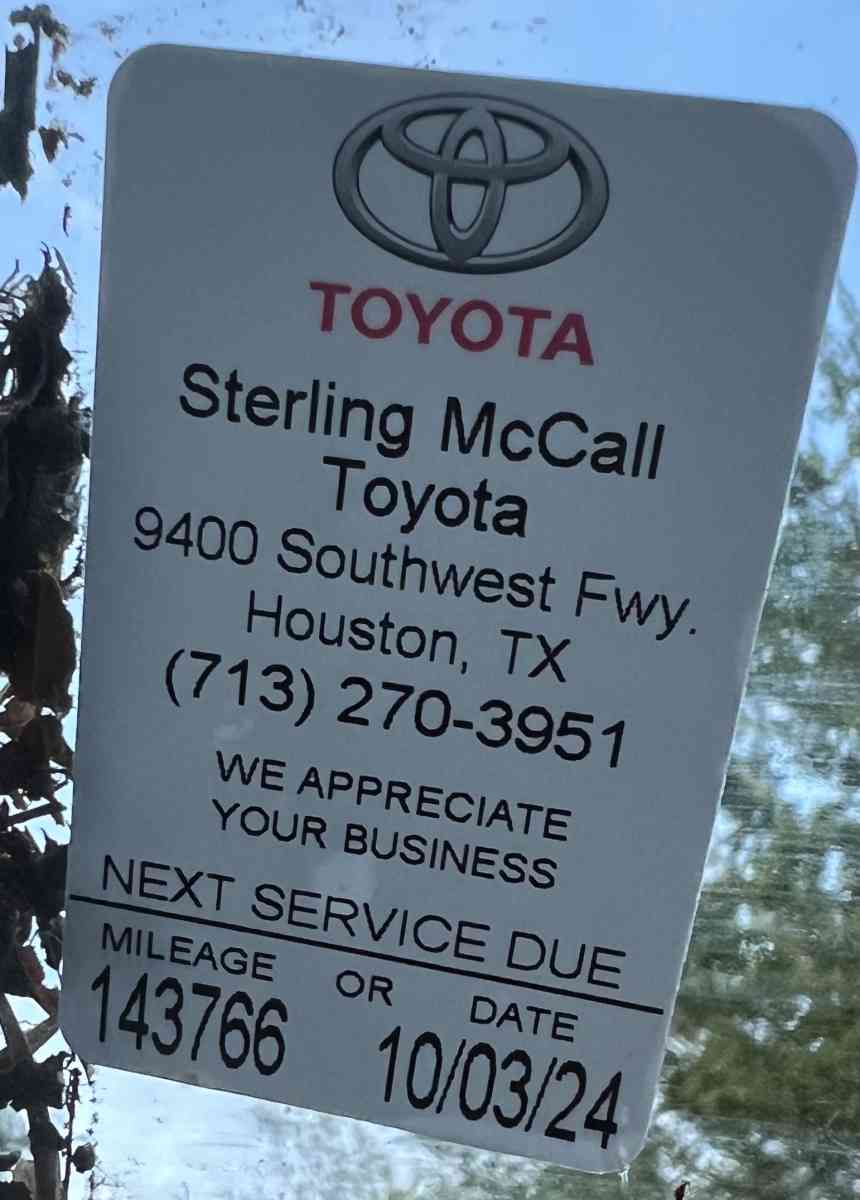 TOYOTA
Sterling McCall
Toyota
9400 Southwest Fwy.
Houston, TX
(713) 270-3951
WE APPRECIATE
YOUR BUSINESS
NEXT SERVICE DUE
MILEAGE OR DATE
143766 10/03/24